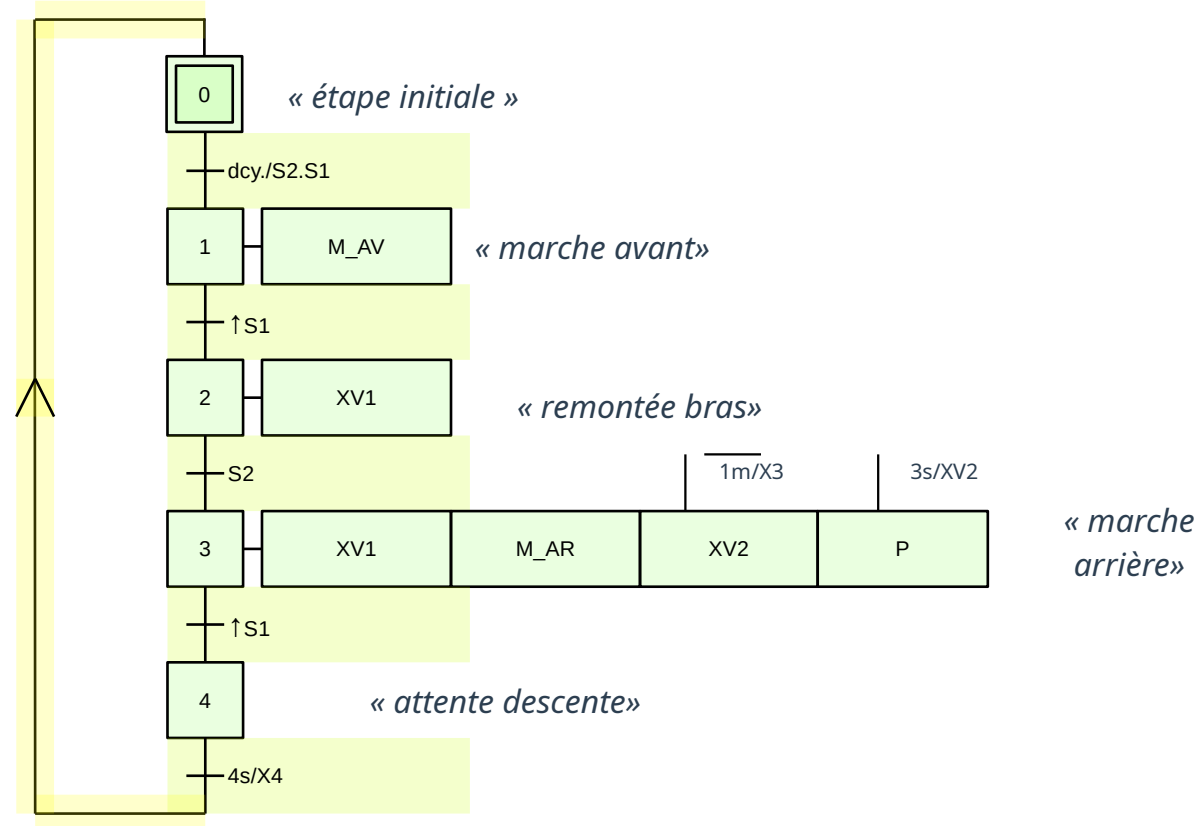 0
« étape initiale »
dcy./S2.S1
1
M_AV
« marche avant»
↑S1
2
XV1
« remontée bras»
S2
1m/X3
3s/XV2
3
XV1
M_AR
XV2
P
« marche
arrière»
↑S1
4
« attente descente»
4s/X4